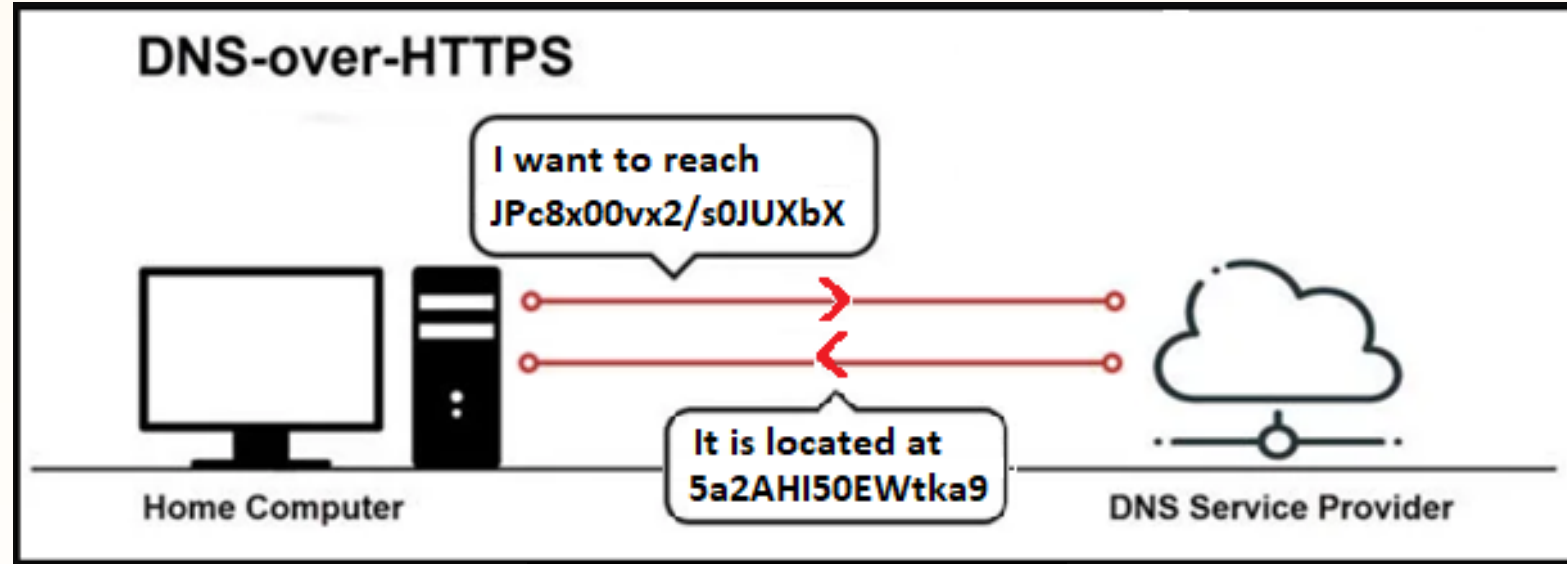 DNS-over-HTTPS
I want to reach
JPc8x00vx2/s0JUXbX
It is located at
5a2AHI50EWtka9
Home Computer
DNS Service Provider